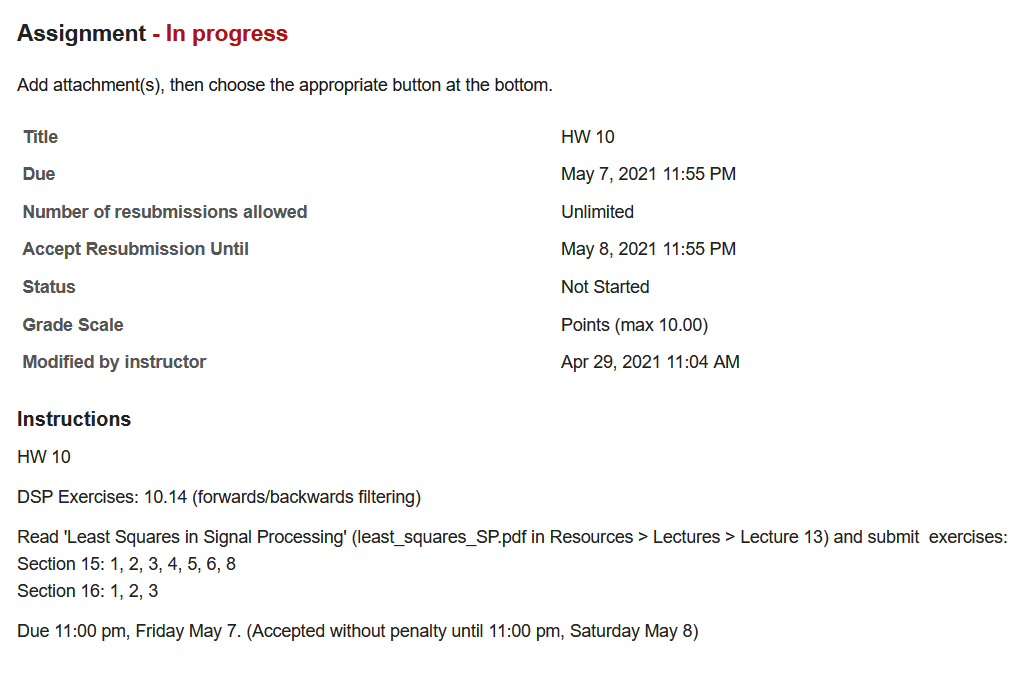 Assignment - In progress
Add attachment(s), then choose the appropriate button at the bottom.
Title HW 10
Due May 7, 2021 11:55 PM
Number of resubmissions allowed Unlimited
Accept Resubmission Until May 8, 2021 11:55 PM
Status Not Started
Grade Scale Points (max 10.00)
Modified by instructor Apr 29, 2021 11:04 AM
Instructions
HW 10
DSP Exercises: 10.14 (forwards/backwards filtering)
Read 'Least Squares in Signal Processing' (least_squares_SP.pdf in Resources > Lectures > Lecture 13) and submit  exercises:
Section 15: 1, 2, 3, 4, 5, 6, 8
Section 16: 1, 2, 3
Due 11:00 pm, Friday May 7. (Accepted without penalty until 11:00 pm, Saturday May 8)